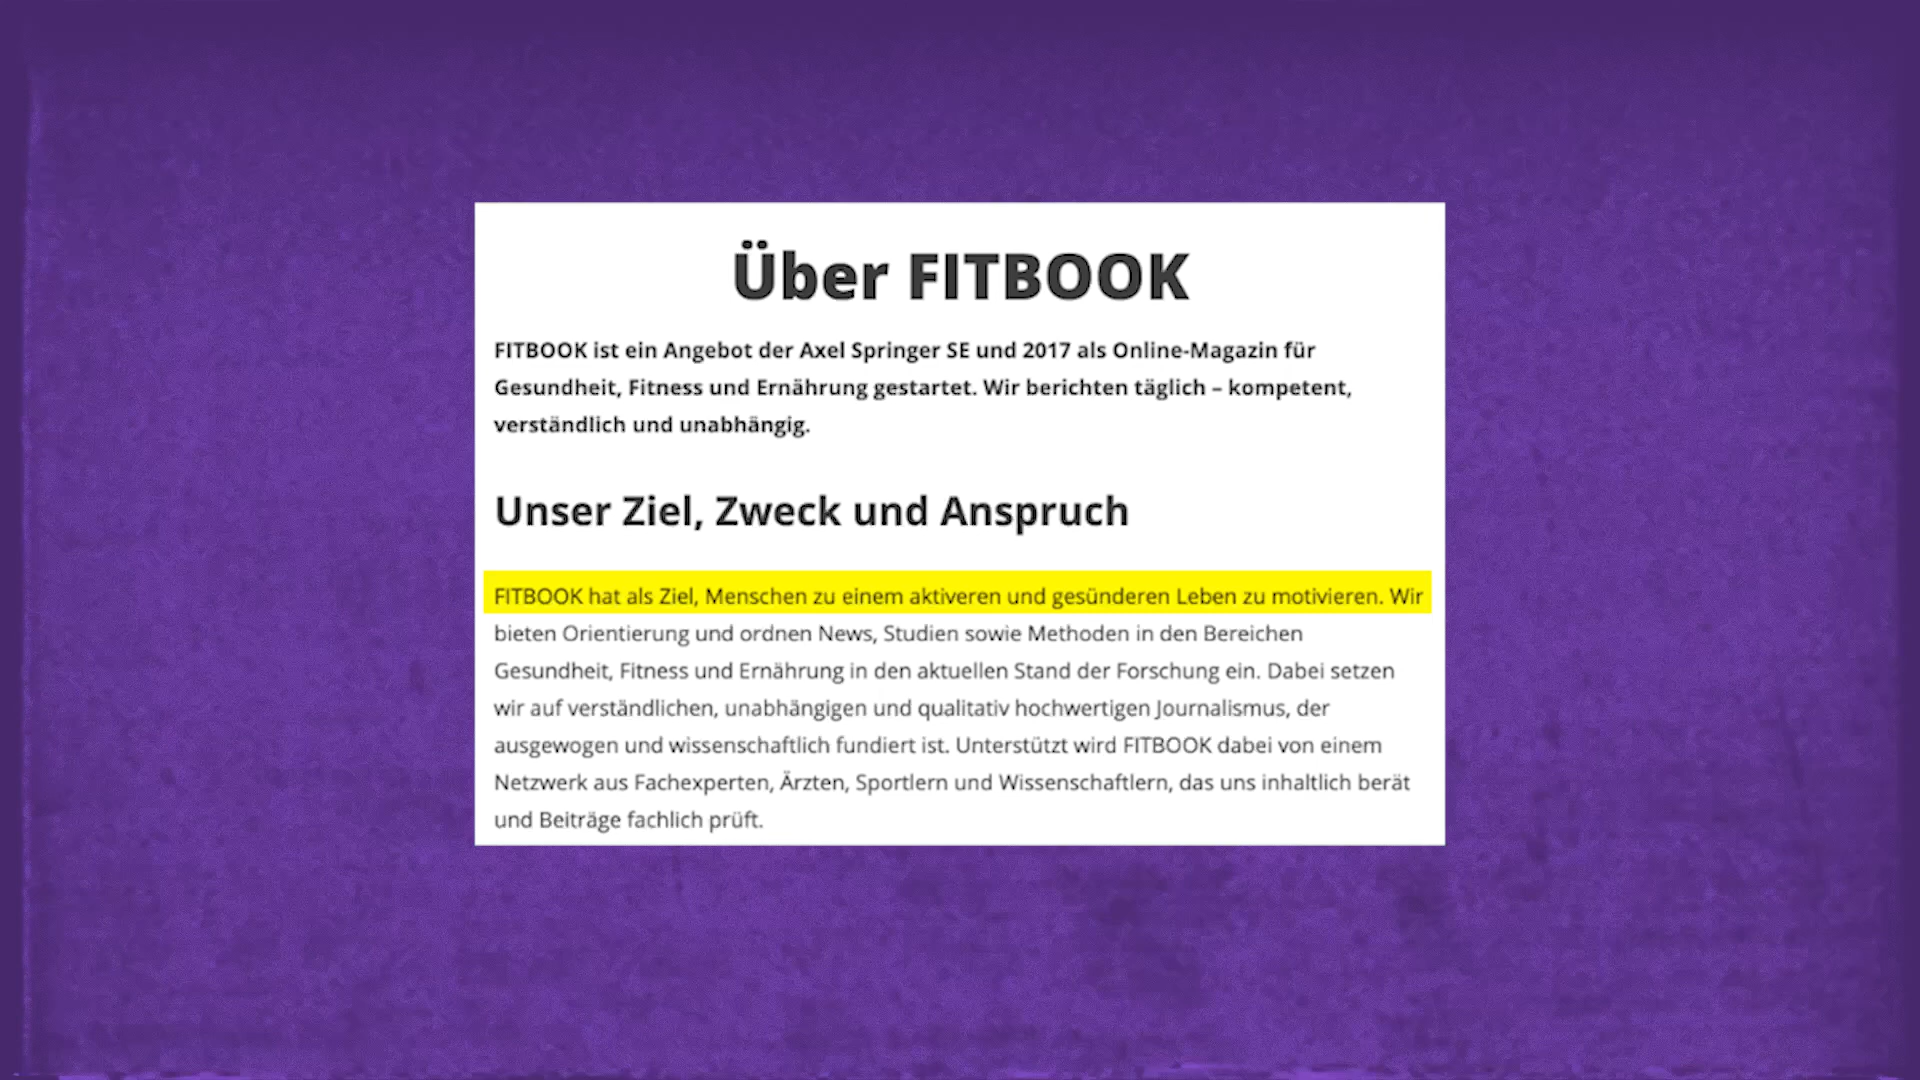 Über FITBOOK
FITBOOK ist ein Angebot der Axel Springer SE und 2017 als Online-Magazin für
Gesundheit, Fitness und Ernährung gestartet. Wir berichten täglich – kompetent,
verständlich und unabhängig.
Unser Ziel, Zweck und Anspruch
FITBOOK hat als Ziel, Menschen zu einem aktiveren und gesünderen Leben zu motivieren. Wir
bieten Orientierung und ordnen News, Studien sowie Methoden in den Bereichen
Gesundheit, Fitness und Ernährung in den aktuellen Stand der Forschung ein. Dabei setzen
wir auf verständlichen, unabhängigen und qualitativ hochwertigen Journalismus, der
ausgewogen und wissenschaftlich fundiert ist. Unterstützt wird FITBOOK dabei von einem
Netzwerk aus Fachexperten, Ärzten, Sportlern und Wissenschaftlern, das uns inhaltlich berät
und Beiträge fachlich prüft.